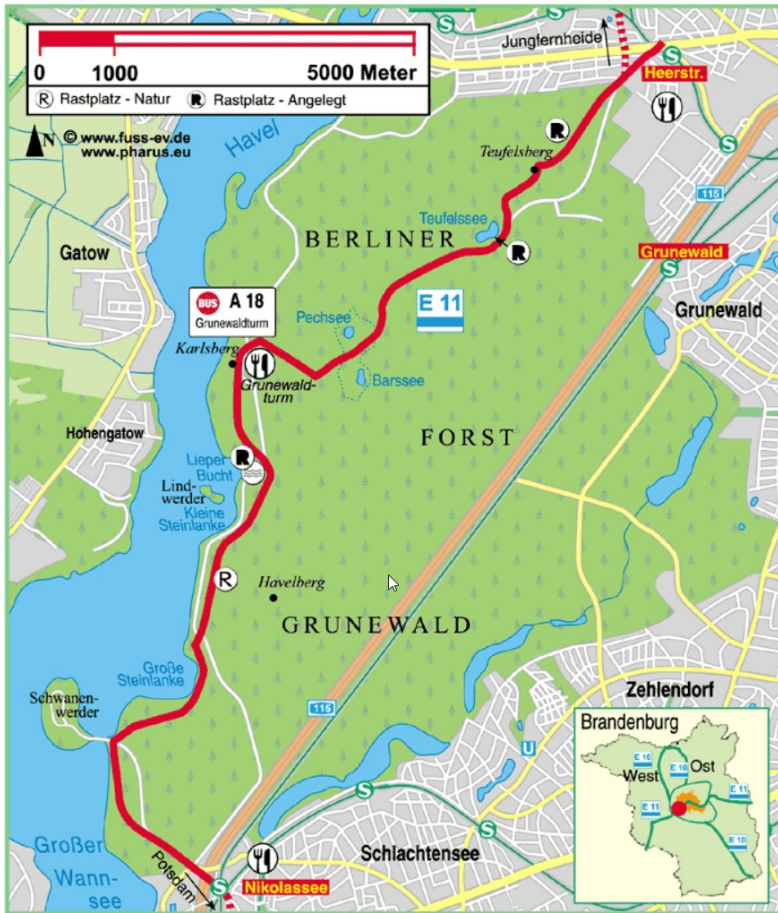 0 1000 5000 Meter
R Rastplatz - Natur R Rastplatz - Angelegt
N © www.fuss-ev.de
www.pharus.eu
Jungfernheide
S
S
S
Heerstr.
Havel
R
Teufelsberg
S
115
Teufelssee
BERLINER
R
Grunewald
S
Gatow
E 11
BUS A 18
Grunewaldturm
Grunewald
Pechsee
Karlsberg
Grunewald-
turm
Barssee
Hohengatow
FORST
R
Lieper
Bucht
Lind-
werder
Kleine
Steinlanke
R
Havelberg
GRUNEWALD
Große
Steinlanke
Schwanen-
werder
115
Zehlendorf
U
Brandenburg
E 10
West
E 10
Ost
E 11
E 11
E 10
S
S
Großer
Wann-
see
Potsdam
Schlachtensee
S
Nikolassee